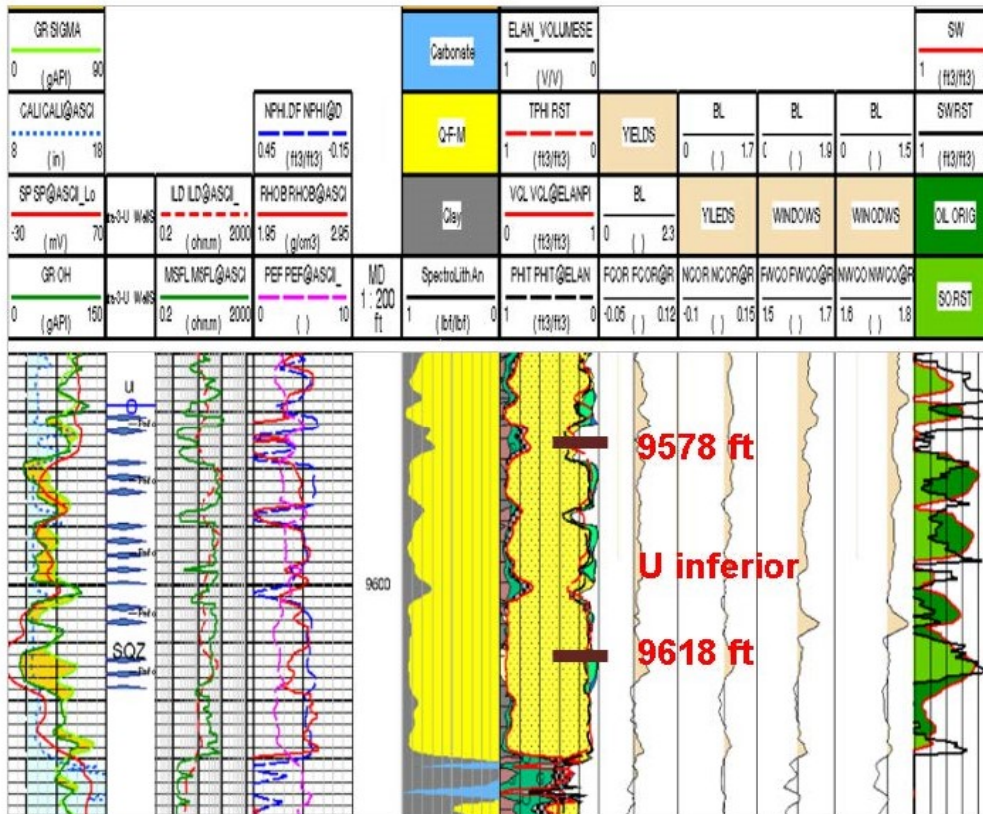 GR SIGMA
0 (gAPI) 90
Carbonate
ELAN_VOLUMESE
1 (V/V) 0
SW
1 (ft3/ft3)
CALI CALI@ASCI
8 (in) 18
NPHI.DF NPHI@D
0.45 (ft3/ft3) -0.15
Q-F-M
TPHI RST
1 (ft3/ft3) 0
YIELDS
BL
0 ( ) 1.7
BL
0 ( ) 1.9
BL
0 ( ) 1.5
SWRST
1 (ft3/ft3)
SP SP@ASCII_Lo
-30 (mV) 70
ILD ILD@ASCII_
0.2 (ohm.m) 2000
RHOB RHOB@ASCI
1.95 (g/cm3) 2.95
Clay
VCL VCL@ELANPI
0 (ft3/ft3) 1
BL
0 ( ) 2.3
YILEDS
WINDOWS
WINODWS
OIL ORIG
GR OH
0 (gAPI) 150
MSFL MSFL@ASCI
0.2 (ohm.m) 2000
PEF PEF@ASCII_
0 ( ) 10
MD
1 : 200
ft
SpectroLith An
1 (lbf/lbf) 0
PHIT PHIT@ELAN
1 (ft3/ft3) 0
FCOR FCOR@R
-0.05 ( ) 0.12
NCOR NCOR@R
-0.1 ( ) 0.15
FWCO FWCO@R
1.5 ( ) 1.7
NWCO NWCO@R
1.6 ( ) 1.8
SORST
UI
9578 ft
U inferior
9600
9618 ft
SQZ